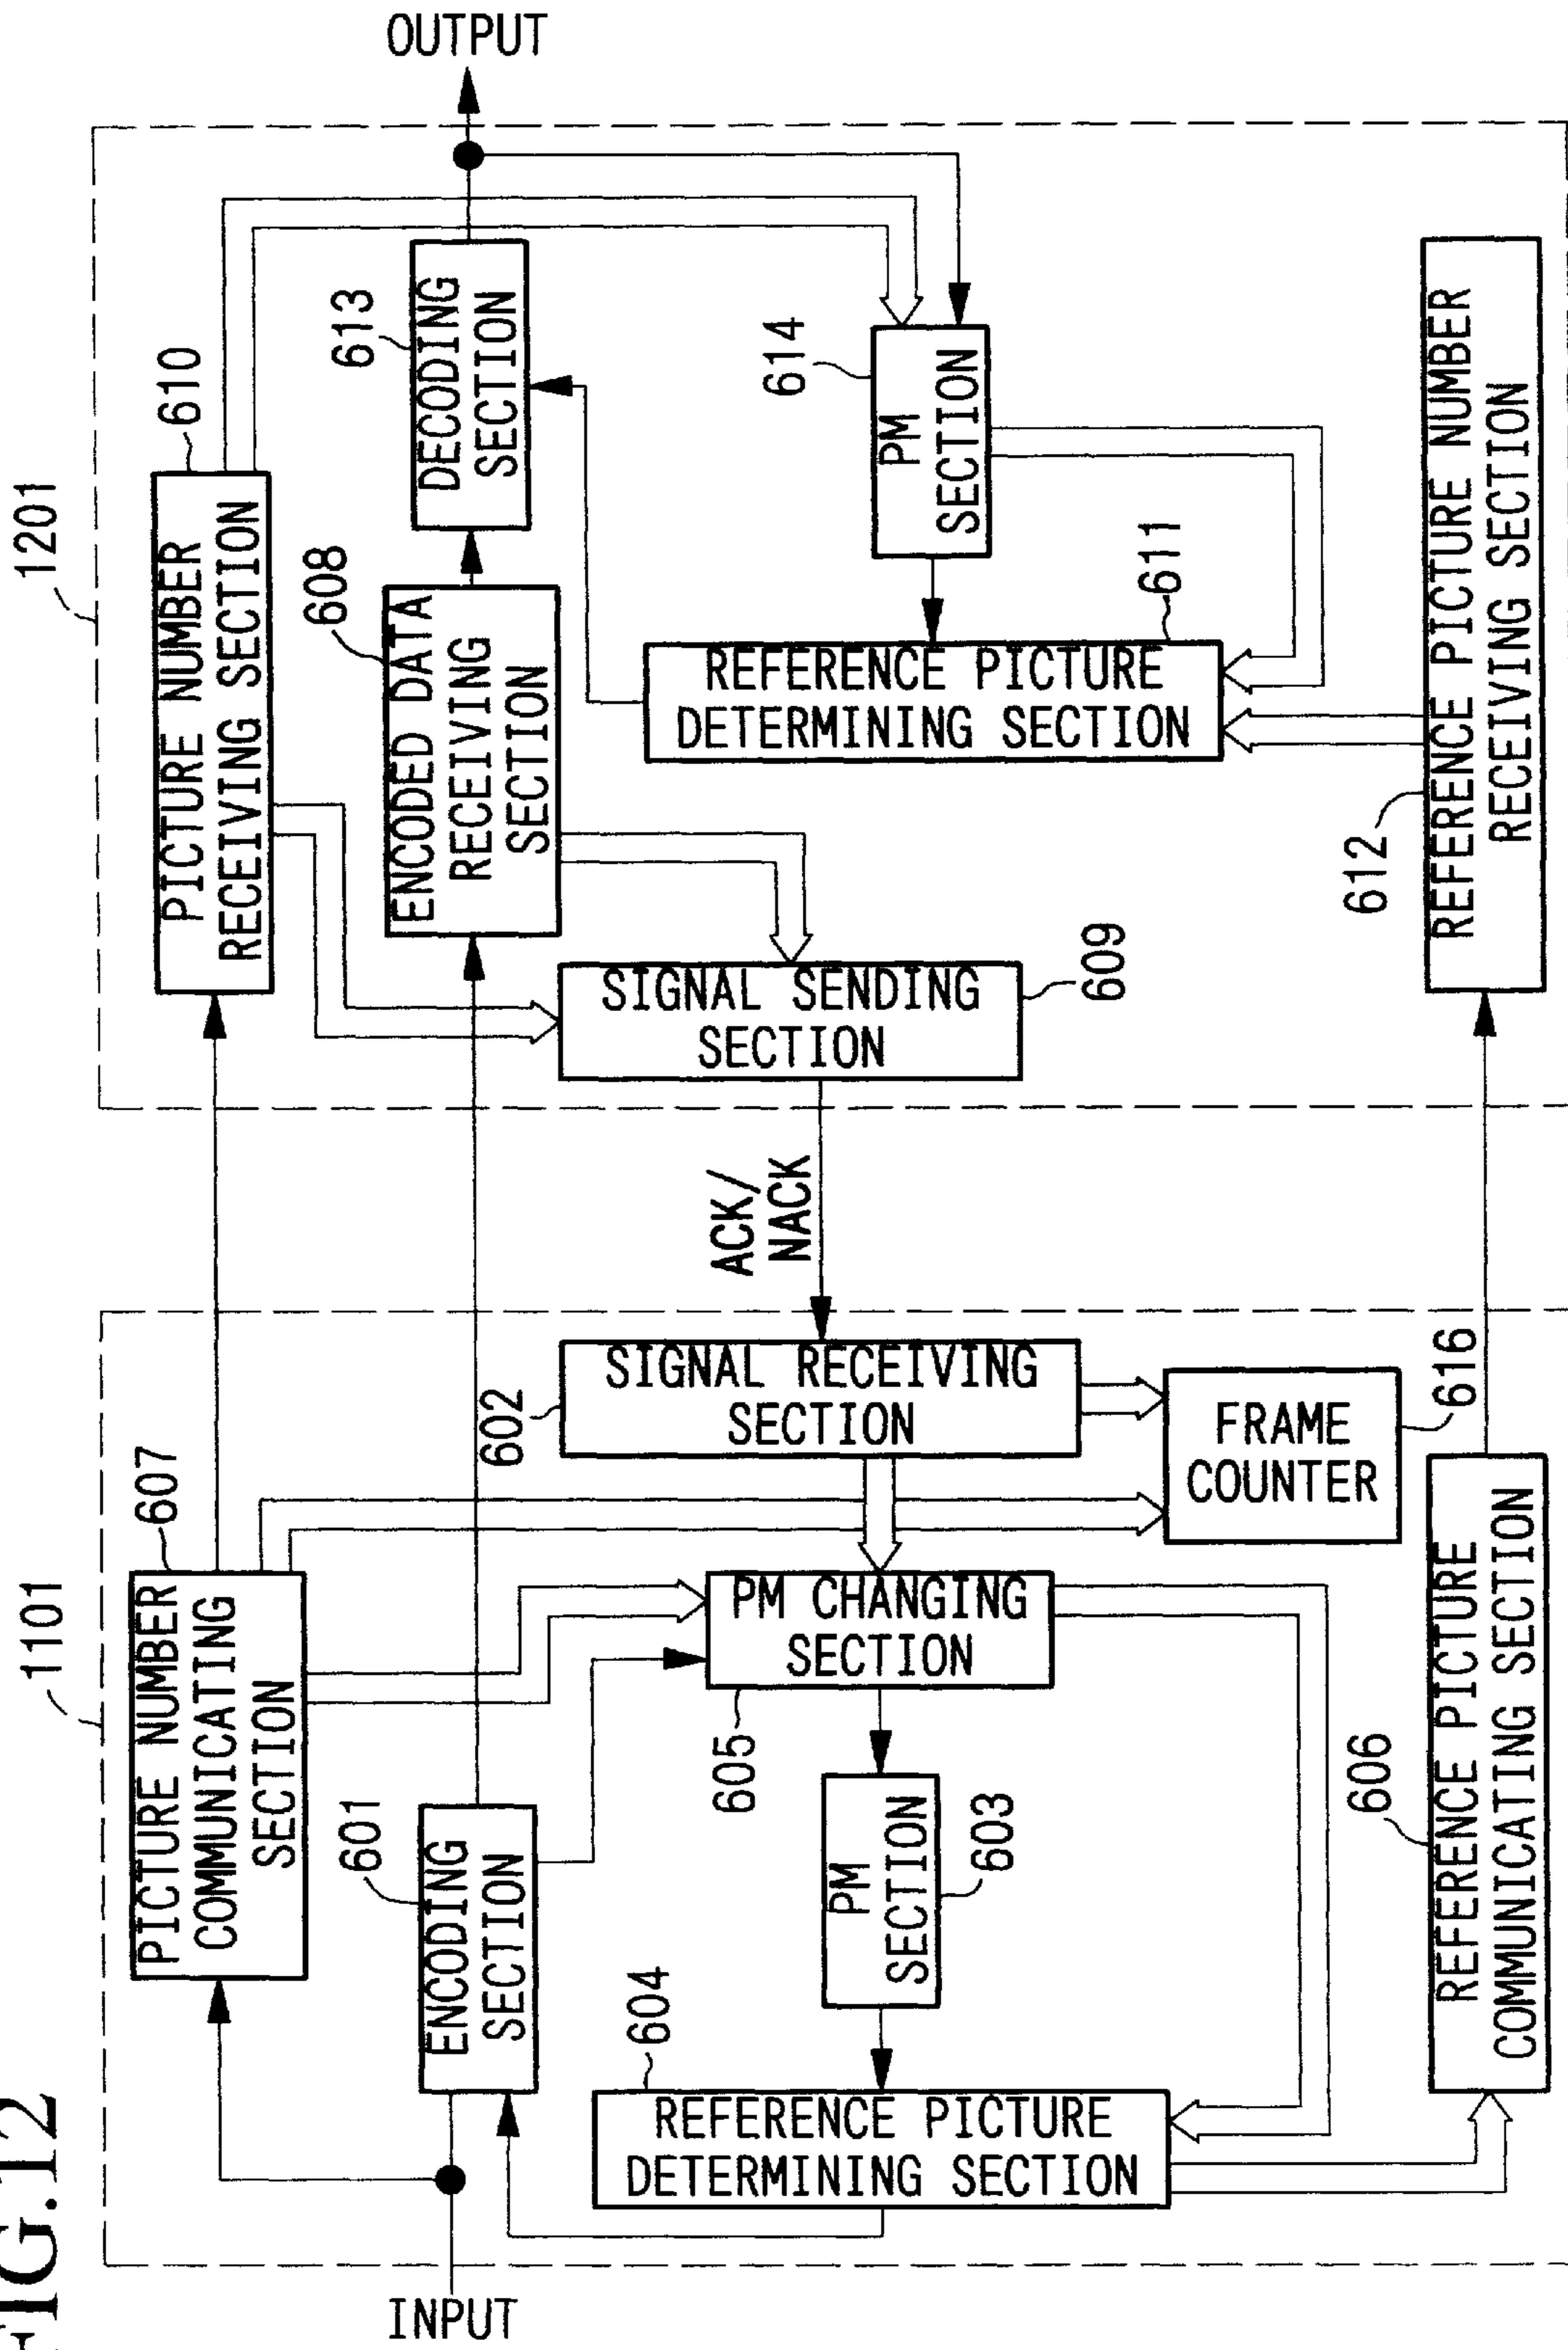 FIG.12
1101
1201
INPUT
OUTPUT
PICTURE NUMBER
COMMUNICATING
SECTION
607
ENCODING
SECTION
601
REFERENCE PICTURE
DETERMINING SECTION
604
PM
SECTION
603
PM CHANGING
SECTION
605
SIGNAL RECEIVING
SECTION
602
FRAME
COUNTER
616
REFERENCE PICTURE
COMMUNICATING SECTION
606
ACK/
NACK
PICTURE NUMBER
RECEIVING SECTION
610
ENCODED DATA
RECEIVING
SECTION
608
DECODING
SECTION
613
SIGNAL SENDING
SECTION
609
REFERENCE PICTURE
DETERMINING SECTION
611
PM
SECTION
614
REFERENCE PICTURE NUMBER
RECEIVING SECTION
612